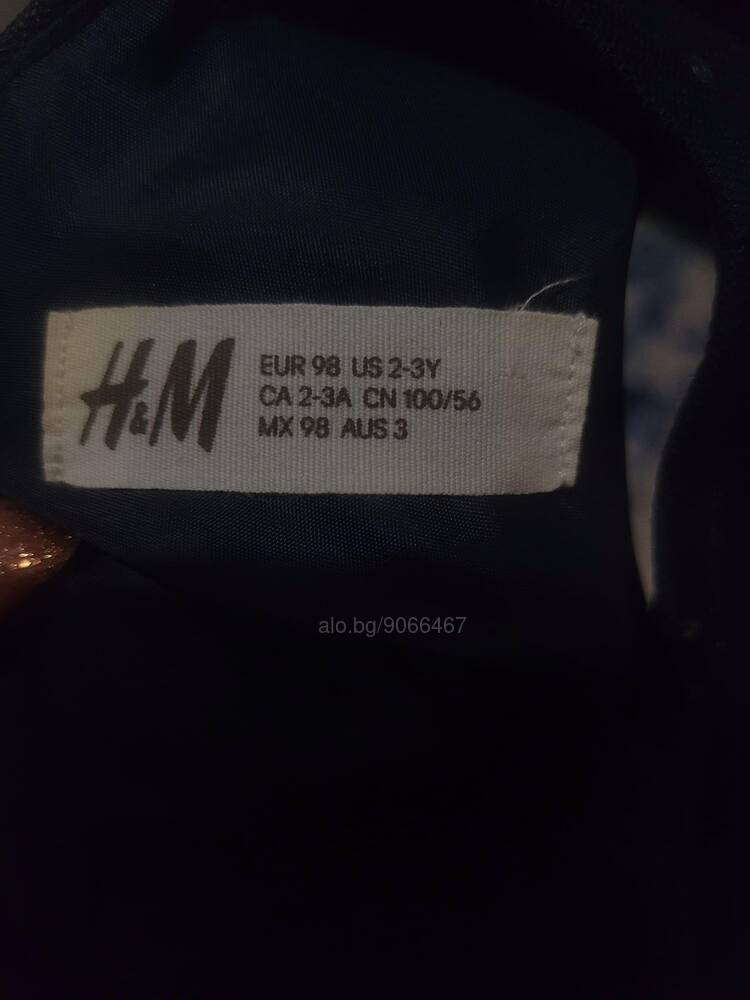 H&M
EUR 98 US 2-3Y
CA 2-3A CN 100/56
MX 98 AUS 3
alo.bg/9066467